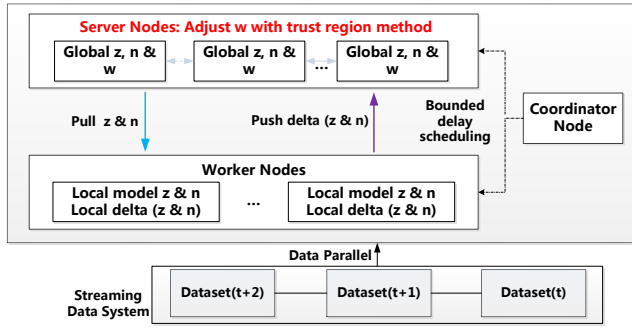 Server Nodes: Adjust w with trust region method
Global z, n &
w
Global z, n &
w
...
Global z, n &
w
Pull z & n
Push delta (z & n)
Bounded
delay
scheduling
Coordinator
Node
Worker Nodes
Local model z & n
Local delta (z & n)
...
Local model z & n
Local delta (z & n)
Data Parallel
Streaming
Data System
Dataset(t+2)
Dataset(t+1)
Dataset(t)